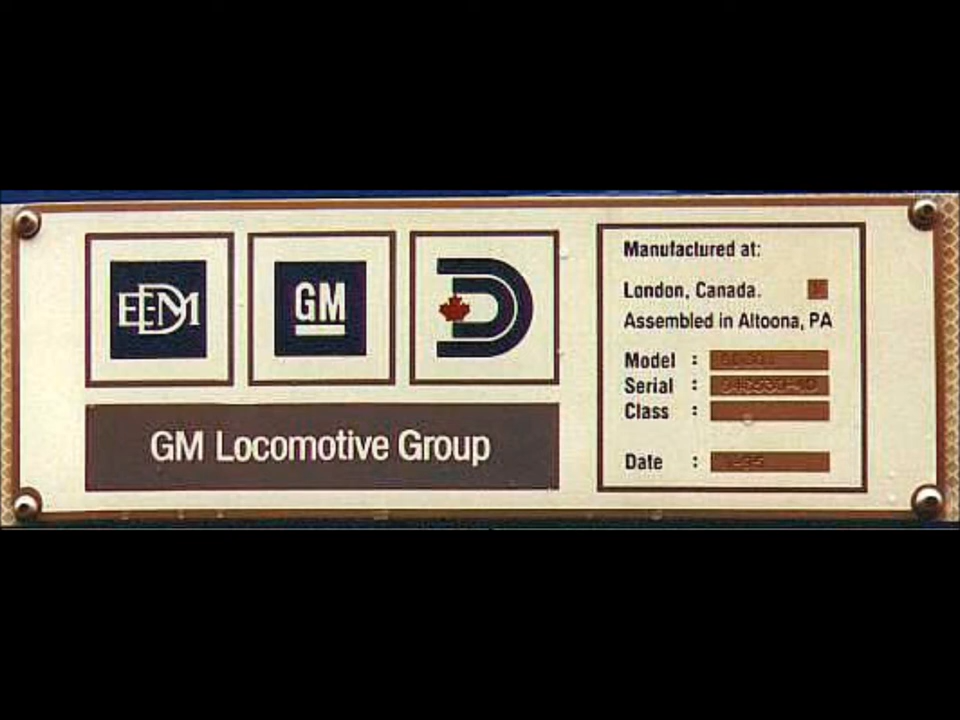 EMD
GM
D
GM Locomotive Group
Manufactured at:
London, Canada.
Assembled in Altoona, PA
Model :
Serial :
Class :
Date :